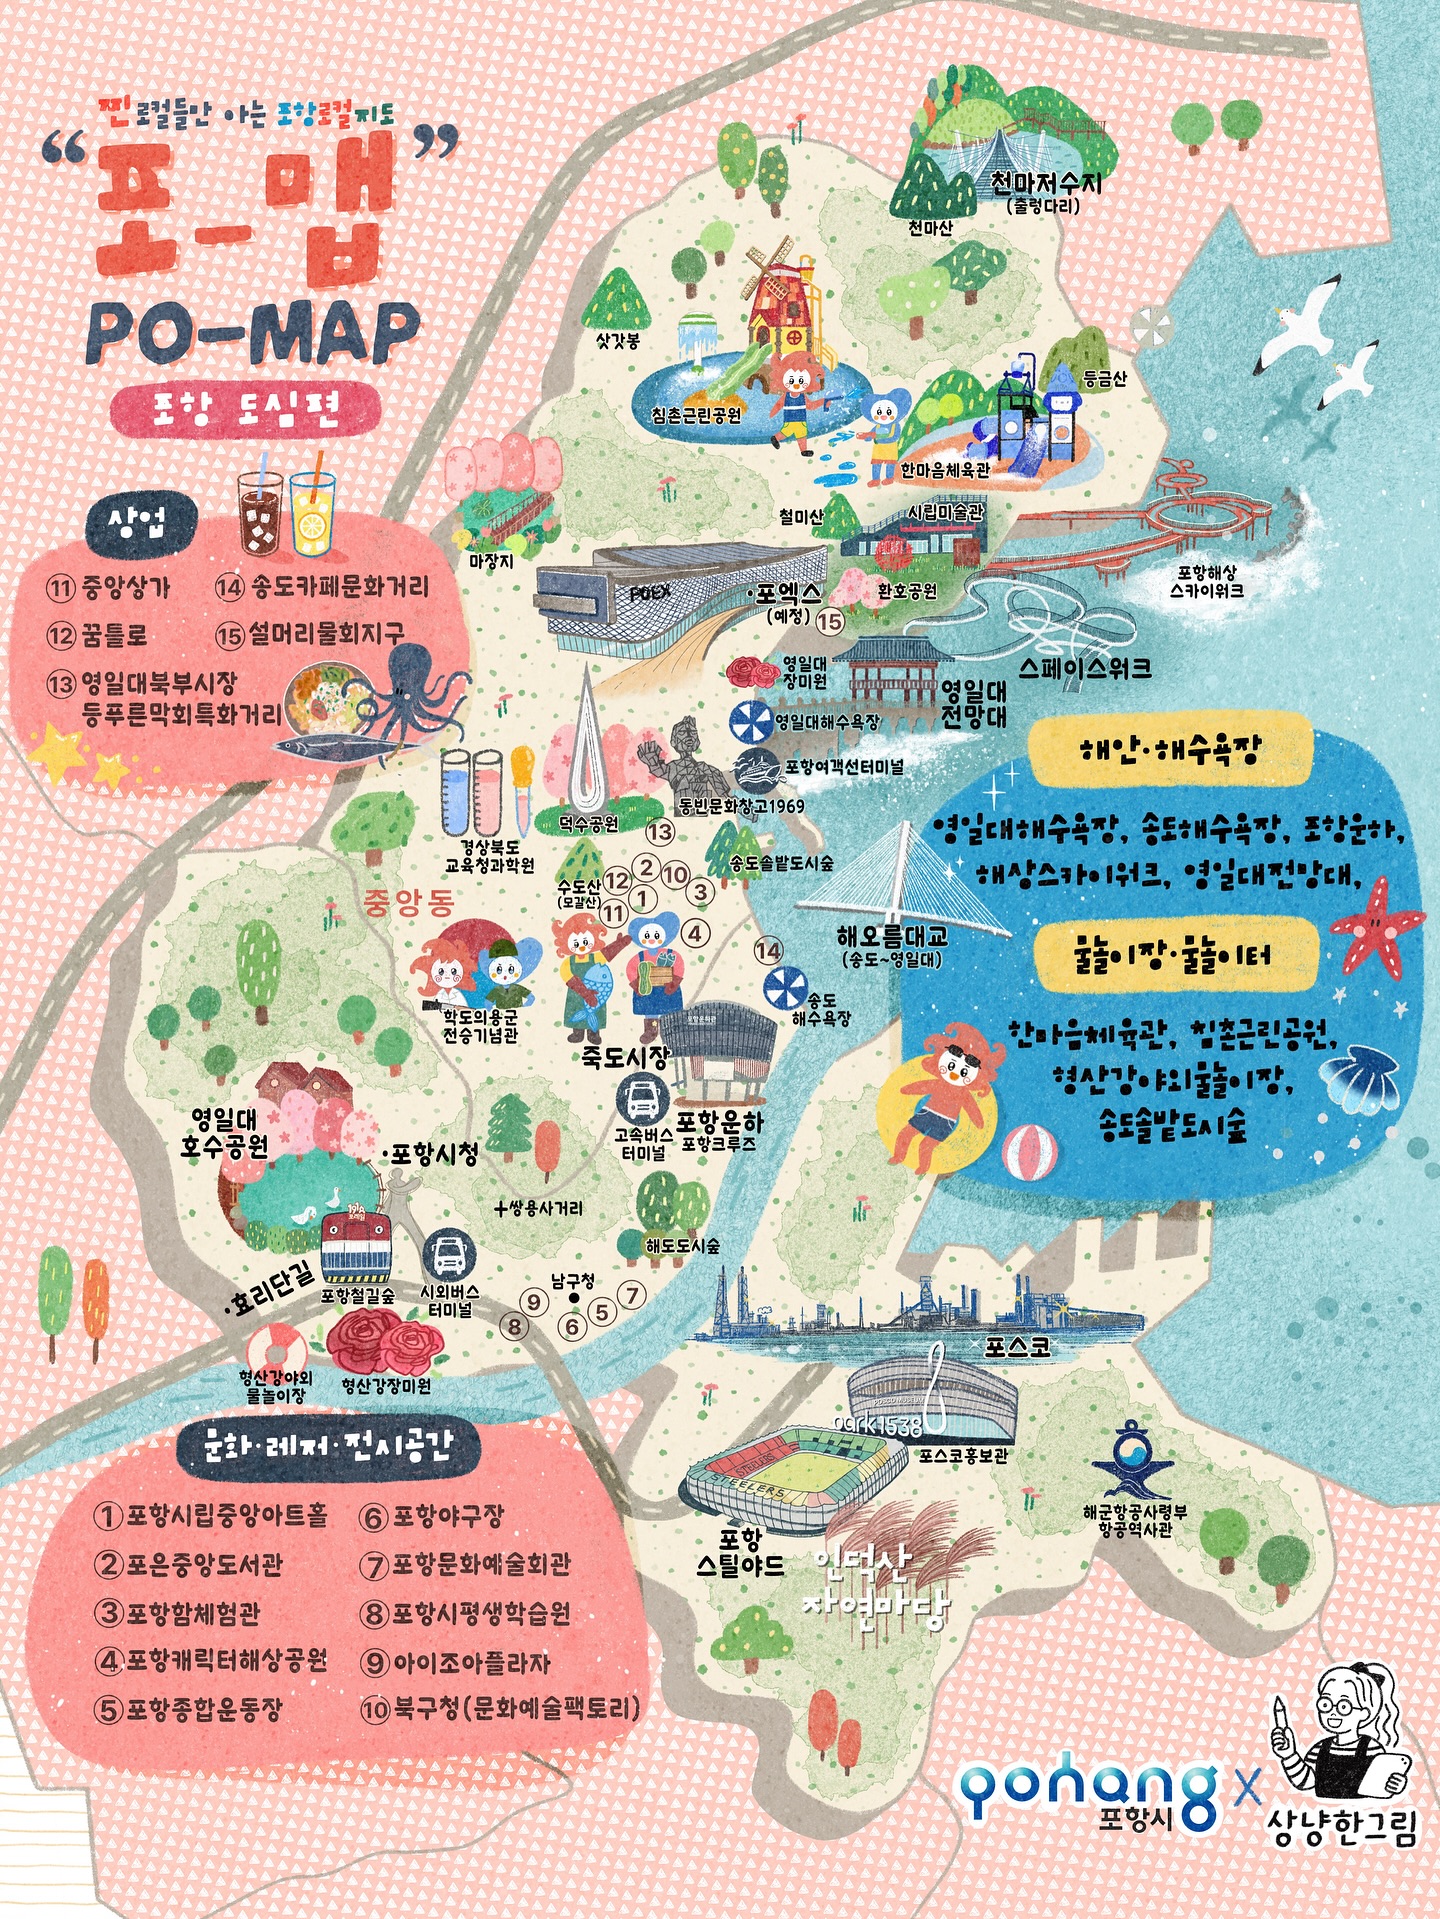 찐로컬들만 아는 포항로컬지도
“포-맵”
PO-MAP
포항 도심편
상업
⑪ 중앙상가
⑫ 꿈틀로
⑬ 영일대북부시장
등푸른막회특화거리
⑭ 송도카페문화거리
⑮ 설머리물회지구
천마저수지
(출렁다리)
천마산
삿갓봉
침촌근린공원
등금산
한마음체육관
마장지
철미산
시립미술관
POEX
·포엑스
(예정)
⑮
환호공원
포항해상
스카이워크
스페이스워크
영일대
장미원
영일대
전망대
영일대해수욕장
포항여객선터미널
동빈문화창고1969
덕수공원
경상북도
교육청과학원
⑬
수도산
(모갈산)
송도솔밭도시숲
⑫
②
⑩
③
①
⑪
④
중앙동
해오름대교
(송도~영일대)
⑭
송도
해수욕장
학도의용군
전승기념관
죽도시장
포항운하관
고속버스
터미널
포항운하
포항크루즈
영일대
호수공원
·포항시청
+쌍용사거리
해도도시숲
·효리단길
포항철길숲
시외버스
터미널
남구청
⑨
⑧
⑥
⑤
⑦
형산강야외
물놀이장
형산강장미원
해안·해수욕장
영일대해수욕장, 송도해수욕장, 포항운하,
해상스카이워크, 영일대전망대,
물놀이장·물놀이터
한마음체육관, 침촌근린공원,
형산강야외물놀이장,
송도솔밭도시숲
포스코
POSCO MUSEUM
park1538
포스코홍보관
STEELERS
STEELERS
포항
스틸야드
인덕산
자연마당
해군항공사령부
항공역사관
문화·레저·전시공간
① 포항시립중앙아트홀
② 포은중앙도서관
③ 포항함체험관
④ 포항캐릭터해상공원
⑤ 포항종합운동장
⑥ 포항야구장
⑦ 포항문화예술회관
⑧ 포항시평생학습원
⑨ 아이조아플라자
⑩ 북구청(문화예술팩토리)
pohang
포항시
X
상냥한그림